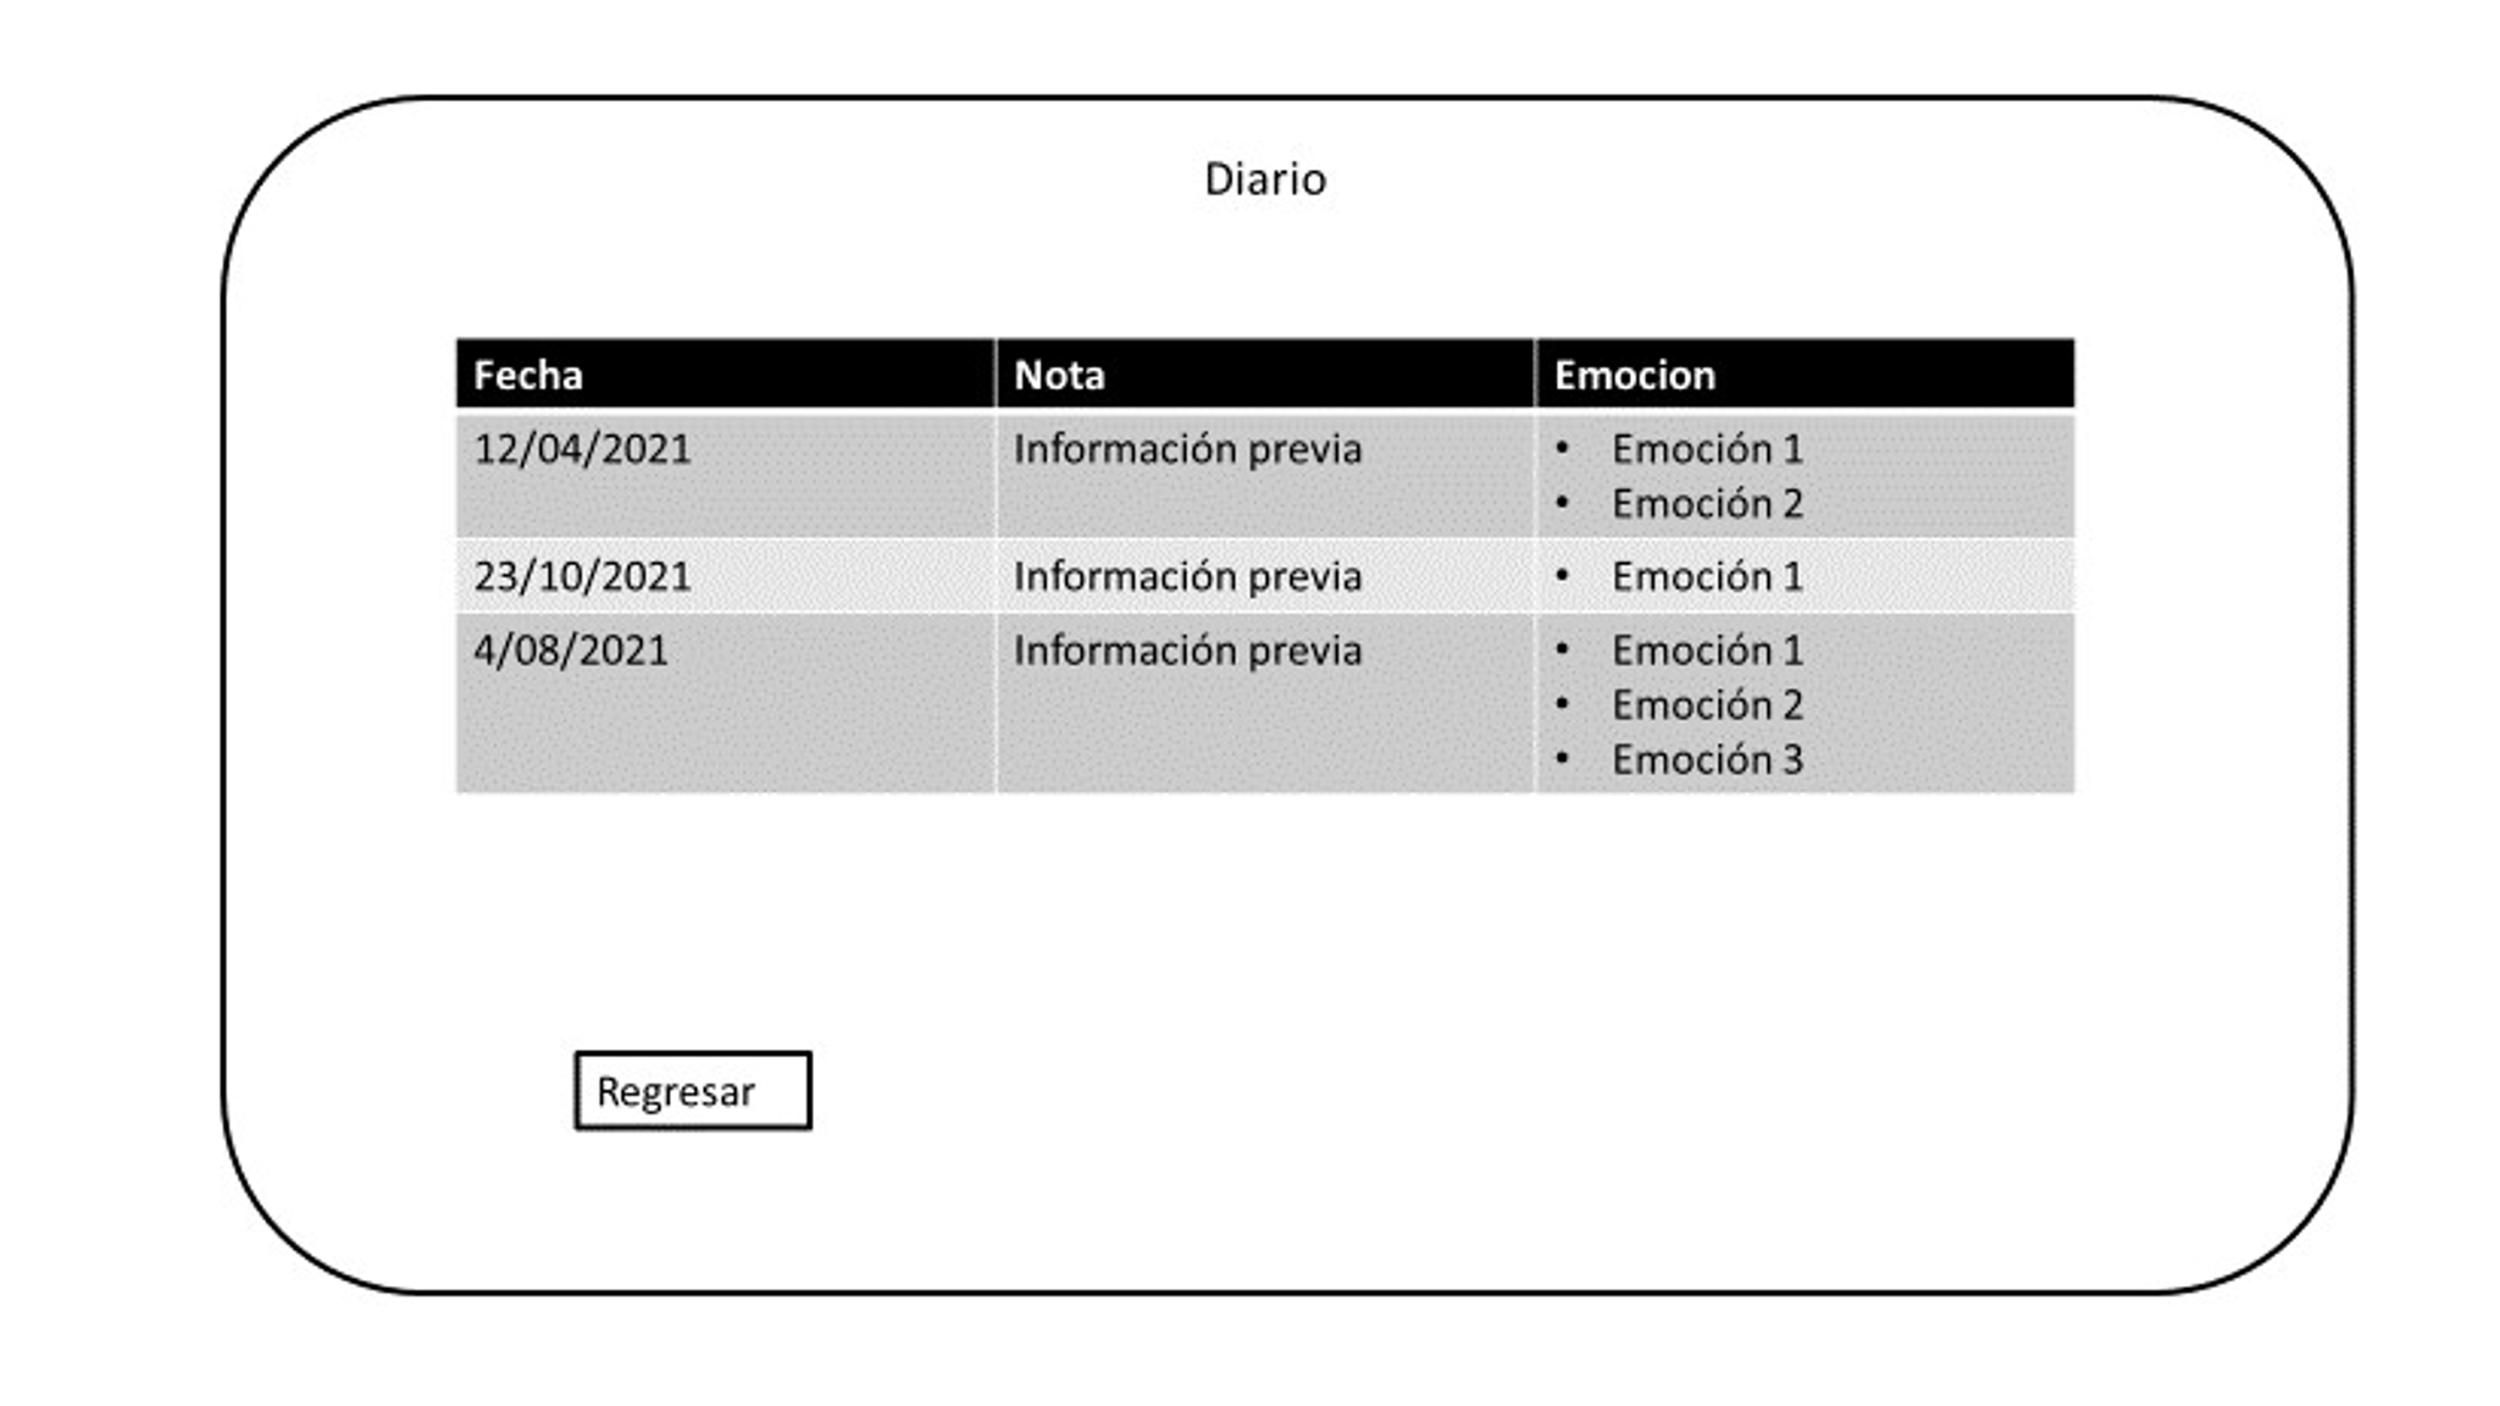 Diario
Fecha Nota Emocion
12/04/2021 Información previa • Emoción 1
• Emoción 2
23/10/2021 Información previa • Emoción 1
4/08/2021 Información previa • Emoción 1
• Emoción 2
• Emoción 3
Regresar